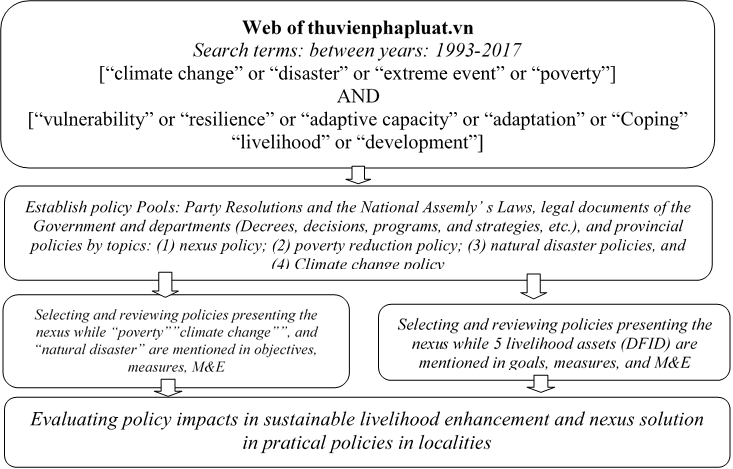 Web of thuvienphapluat.vn
Search terms: between years: 1993-2017
[“climate change” or “disaster” or “extreme event” or “poverty”]
AND
[“vulnerability” or “resilience” or “adaptive capacity” or “adaptation” or “Coping”
“livelihood” or “development”]
Establish policy Pools: Party Resolutions and the National Assemly’ s Laws, legal documents of the
Government and departments (Decrees, decisions, programs, and strategies, etc.), and provincial
policies by topics: (1) nexus policy; (2) poverty reduction policy; (3) natural disaster policies, and
(4) Climate change policy
Selecting and reviewing policies presenting the
nexus while “poverty””climate change””, and
“natural disaster” are mentioned in objectives,
measures, M&E
Selecting and reviewing policies presenting the
nexus while 5 livelihood assets (DFID) are
mentioned in goals, measures, and M&E
Evaluating policy impacts in sustainable livelihood enhancement and nexus solution
in pratical policies in localities